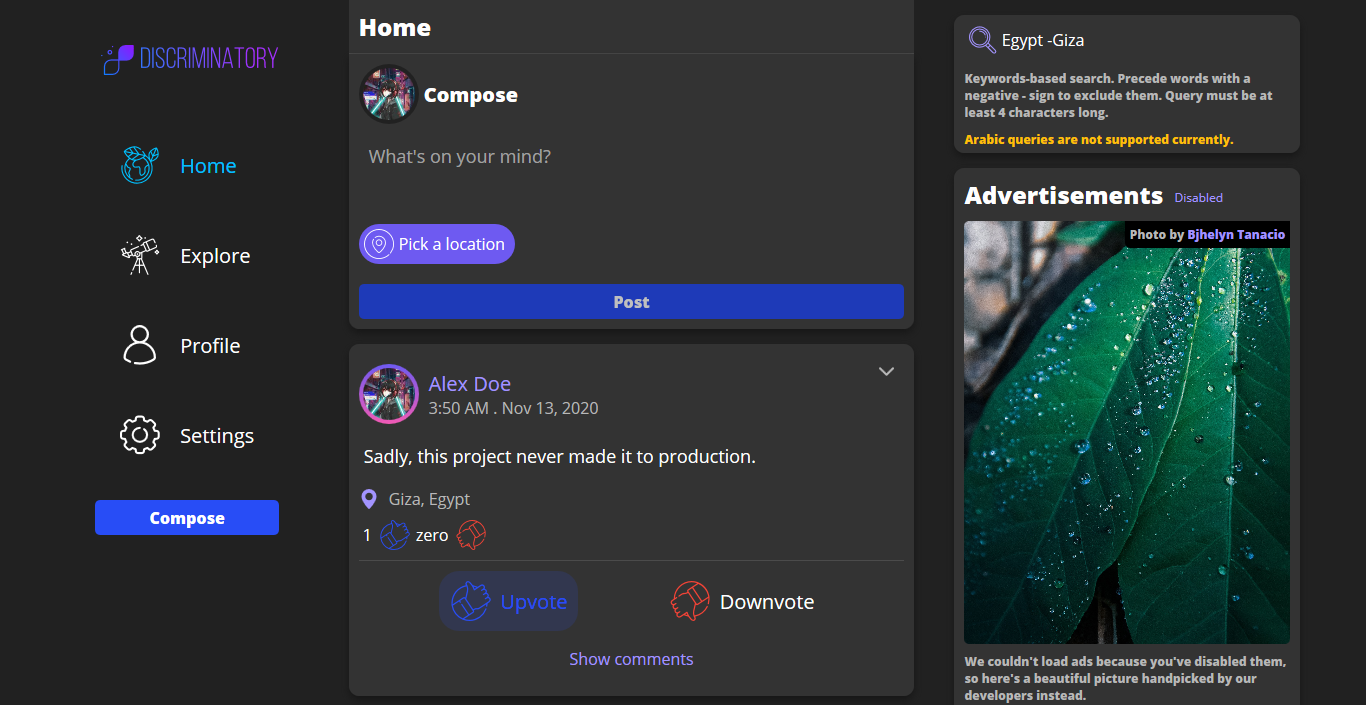 DISCRIMINATORY
Home
Explore
Profile
Settings
Compose
Home
Compose
What's on your mind?
Pick a location
Post
Alex Doe
3:50 AM . Nov 13, 2020
Sadly, this project never made it to production.
Giza, Egypt
1 zero
Upvote
Downvote
Show comments
Egypt -Giza
Keywords-based search. Precede words with a
negative - sign to exclude them. Query must be at
least 4 characters long.
Arabic queries are not supported currently.
Advertisements Disabled
Photo by Bjhelyn Tanacio
We couldn't load ads because you've disabled them,
so here's a beautiful picture handpicked by our
developers instead.